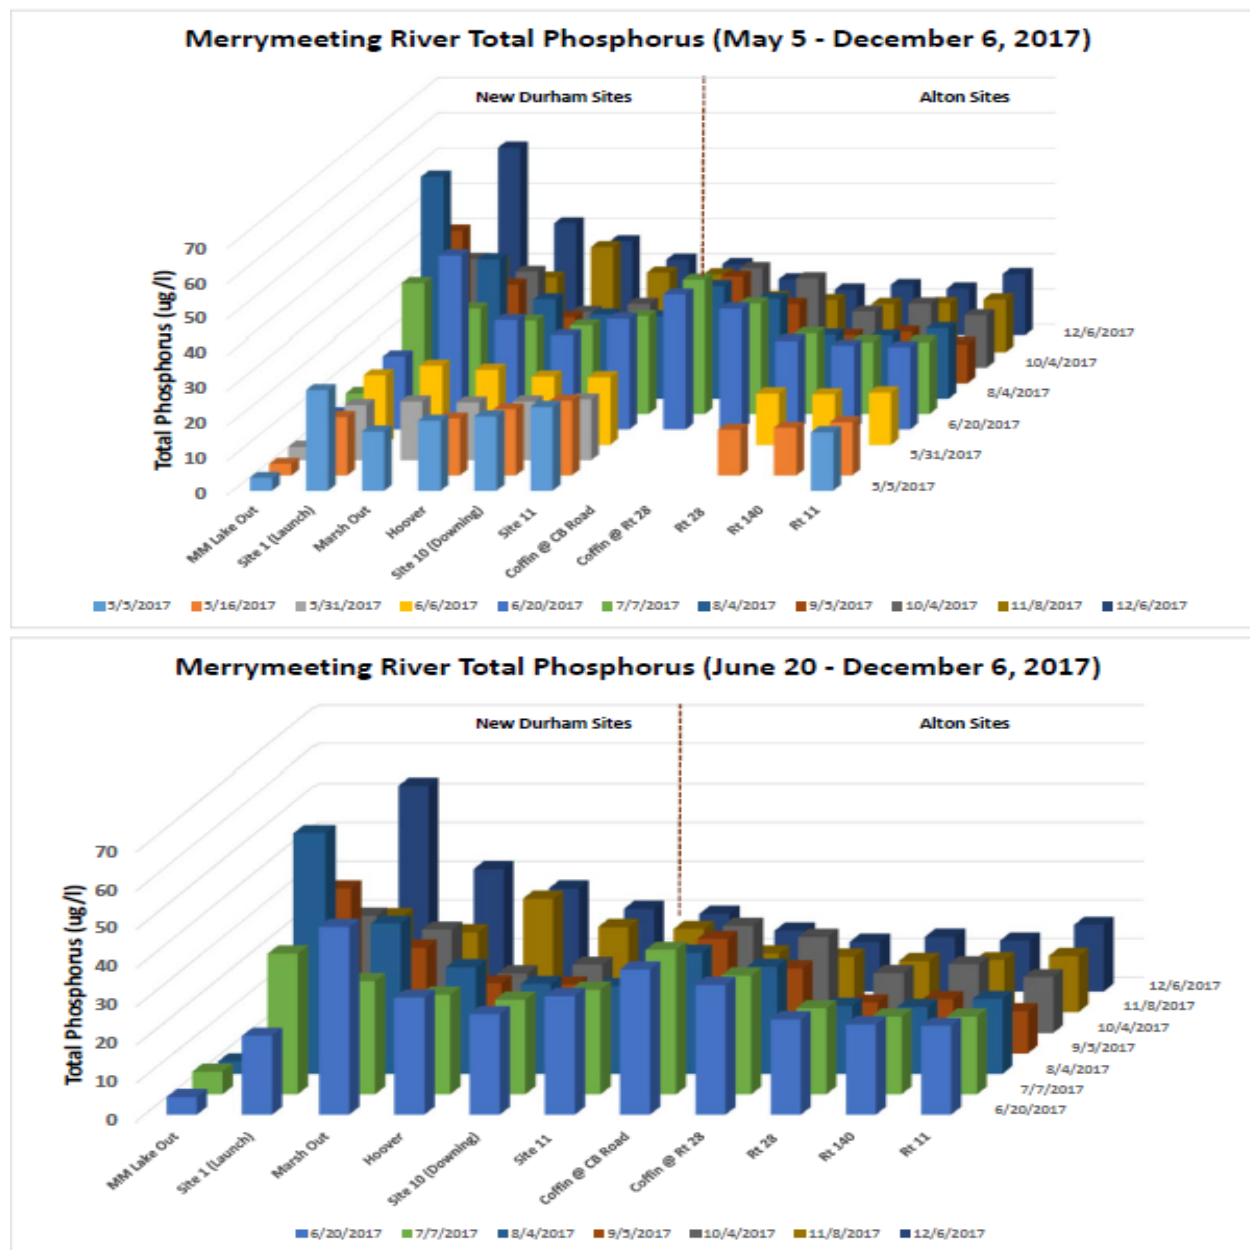 Merrymeeting River Total Phosphorus (May 5 - December 6, 2017)
New Durham Sites
Alton Sites
Total Phosphorus (ug/l)
70
60
50
40
30
20
10
0
12/6/2017
10/4/2017
8/4/2017
6/20/2017
5/31/2017
5/5/2017
MM Lake Out
Site 1 (Launch)
Marsh Out
Hoover
Site 10 (Downing)
Site 11
Coffin @ CB Road
Coffin @ Rt 28
Rt 28
Rt 140
Rt 11
5/5/2017 5/16/2017 5/31/2017 6/6/2017 6/20/2017 7/7/2017 8/4/2017 9/5/2017 10/4/2017 11/8/2017 12/6/2017
Merrymeeting River Total Phosphorus (June 20 - December 6, 2017)
New Durham Sites
Alton Sites
Total Phosphorus (ug/l)
70
60
50
40
30
20
10
0
12/6/2017
11/8/2017
10/4/2017
9/5/2017
8/4/2017
7/7/2017
6/20/2017
MM Lake Out
Site 1 (Launch)
Marsh Out
Hoover
Site 10 (Downing)
Site 11
Coffin @ CB Road
Coffin @ Rt 28
Rt 28
Rt 140
Rt 11
6/20/2017 7/7/2017 8/4/2017 9/5/2017 10/4/2017 11/8/2017 12/6/2017